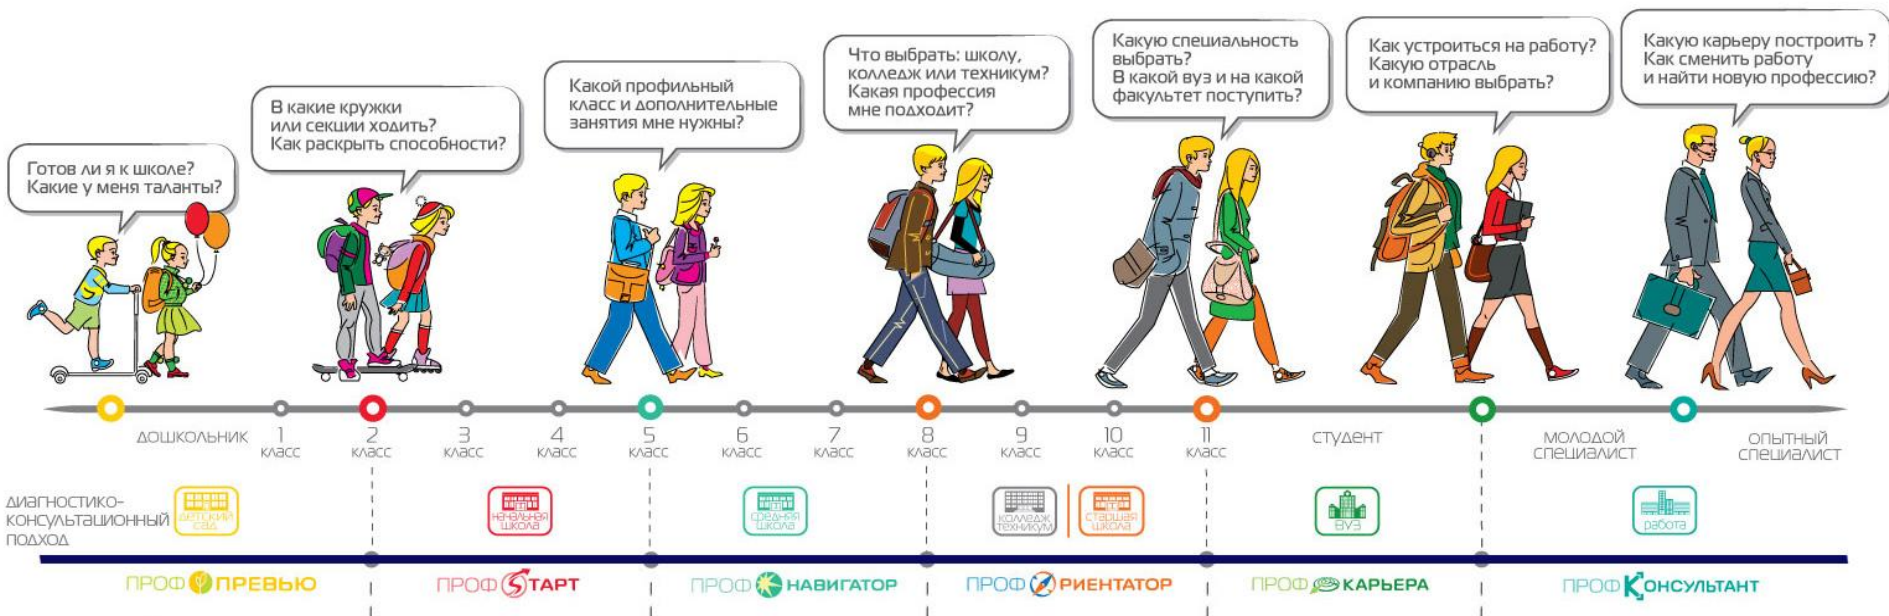 Готов ли я к школе?
Какие у меня таланты?
В какие кружки
или секции ходить?
Как раскрыть способности?
Какой профильный
класс и дополнительные
занятия мне нужны?
Что выбрать: школу,
колледж или техникум?
Какая профессия
мне подходит?
Какую специальность
выбрать?
В какой вуз и на какой
факультет поступить?
Как устроиться на работу?
Какую отрасль
и компанию выбрать?
Какую карьеру построить ?
Как сменить работу
и найти новую профессию?
дошкольник
1
класс
2
класс
3
класс
4
класс
5
класс
6
класс
7
класс
8
класс
9
класс
10
класс
11
класс
студент
молодой
специалист
опытный
специалист
диагностико-
консультационный
подход
детский
сад
начальная
школа
средняя
школа
колледж
техникум
старшая
школа
вуз
работа
ПРОФ ПРЕВЬЮ
ПРОФ SТАРТ
ПРОФ НАВИГАТОР
ПРОФ ОРИЕНТАТОР
ПРОФ КАРЬЕРА
ПРОФ КОНСУЛЬТАНТ